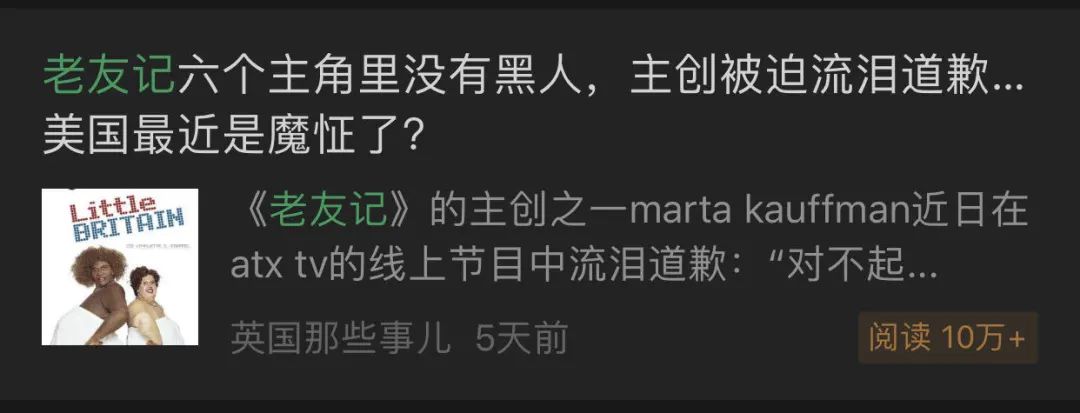 老友记六个主角里没有黑人，主创被迫流泪道歉...
美国最近是魔怔了？
Little
BRITAIN
《老友记》的主创之一marta kauffman近日在
atx tv的线上节目中流泪道歉：“对不起...
英国那些事儿 5天前
阅读 10万+